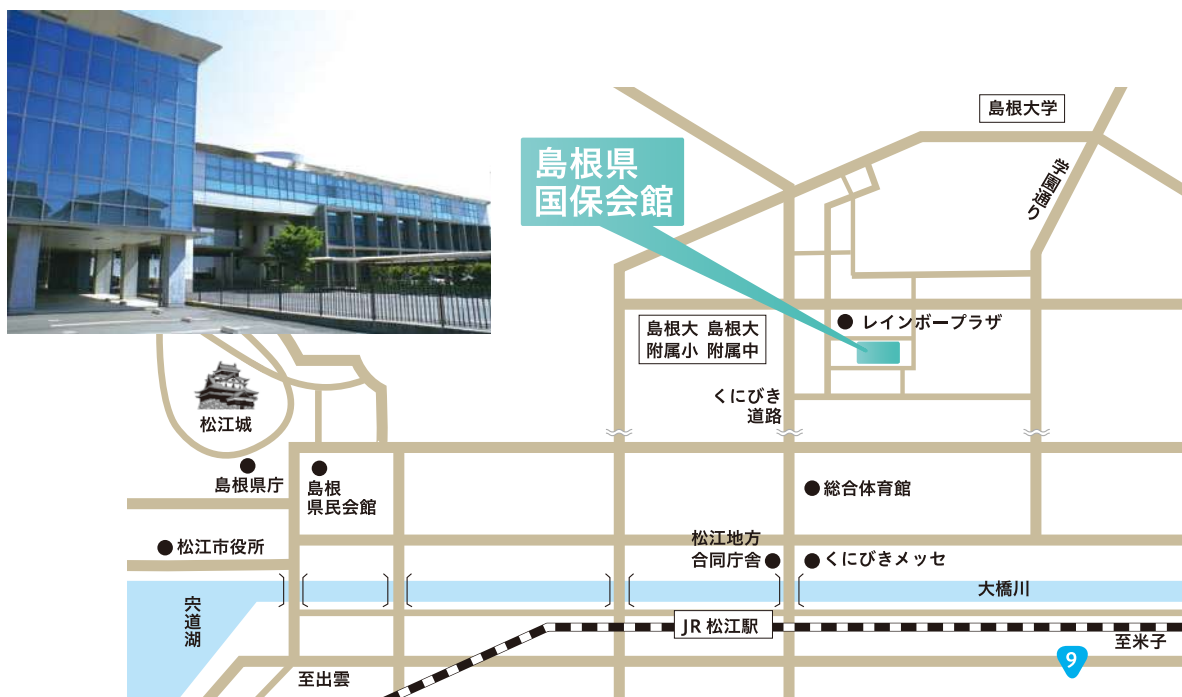 島根大学
島根県
国保会館
学園通り
レインボープラザ
島根大 島根大
附属小 附属中
くにびき
道路
松江城
島根県庁
島根
県民会館
総合体育館
松江市役所
松江地方
合同庁舎
くにびきメッセ
大橋川
宍道湖
JR 松江駅
至米子
9
至出雲